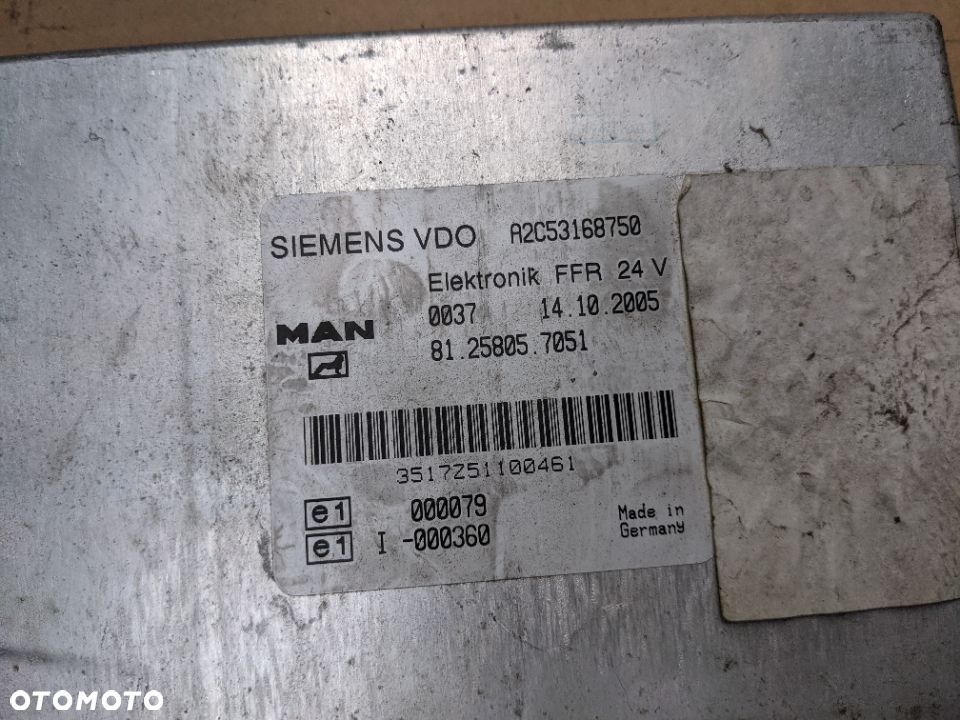 SIEMENS VDO A2C53168750
Elektronik FFR 24 V
0037 14.10.2005
MAN
81.25805.7051
3517Z51100461
e1 000079
e1 I -000360
Made in
Germany
OTOMOTO